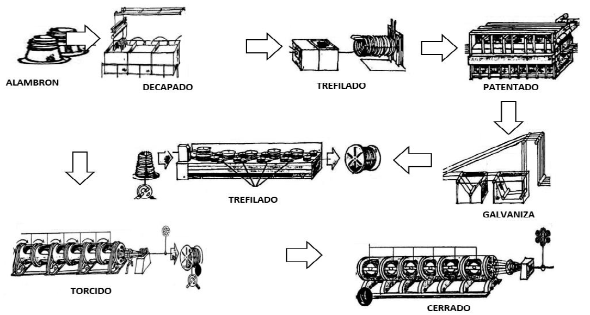 ALAMBRON
DECAPADO
TREFILADO
PATENTADO
GALVANIZA
TREFILADO
TORCIDO
CERRADO